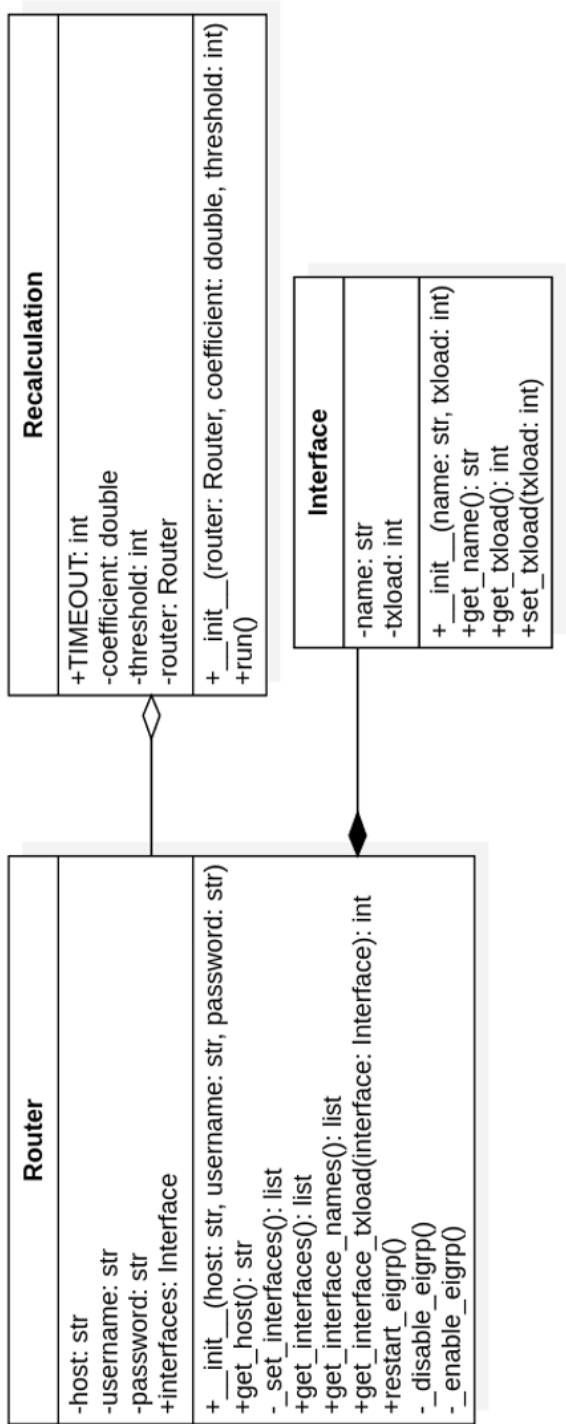 Router
-host: str
-username: str
-password: str
+interfaces: Interface
+__init__(host: str, username: str, password: str)
+get_host(): str
-_set_interfaces(): list
+get_interfaces(): list
+get_interface_names(): list
+get_interface_txload(interface: Interface): int
+restart_eigrp()
-_disable_eigrp()
-_enable_eigrp()
Recalculation
+TIMEOUT: int
-coefficient: double
-threshold: int
-router: Router
+__init__(router: Router, coefficient: double, threshold: int)
+run()
Interface
-name: str
-txload: int
+__init__(name: str, txload: int)
+get_name(): str
+get_txload(): int
+set_txload(txload: int)